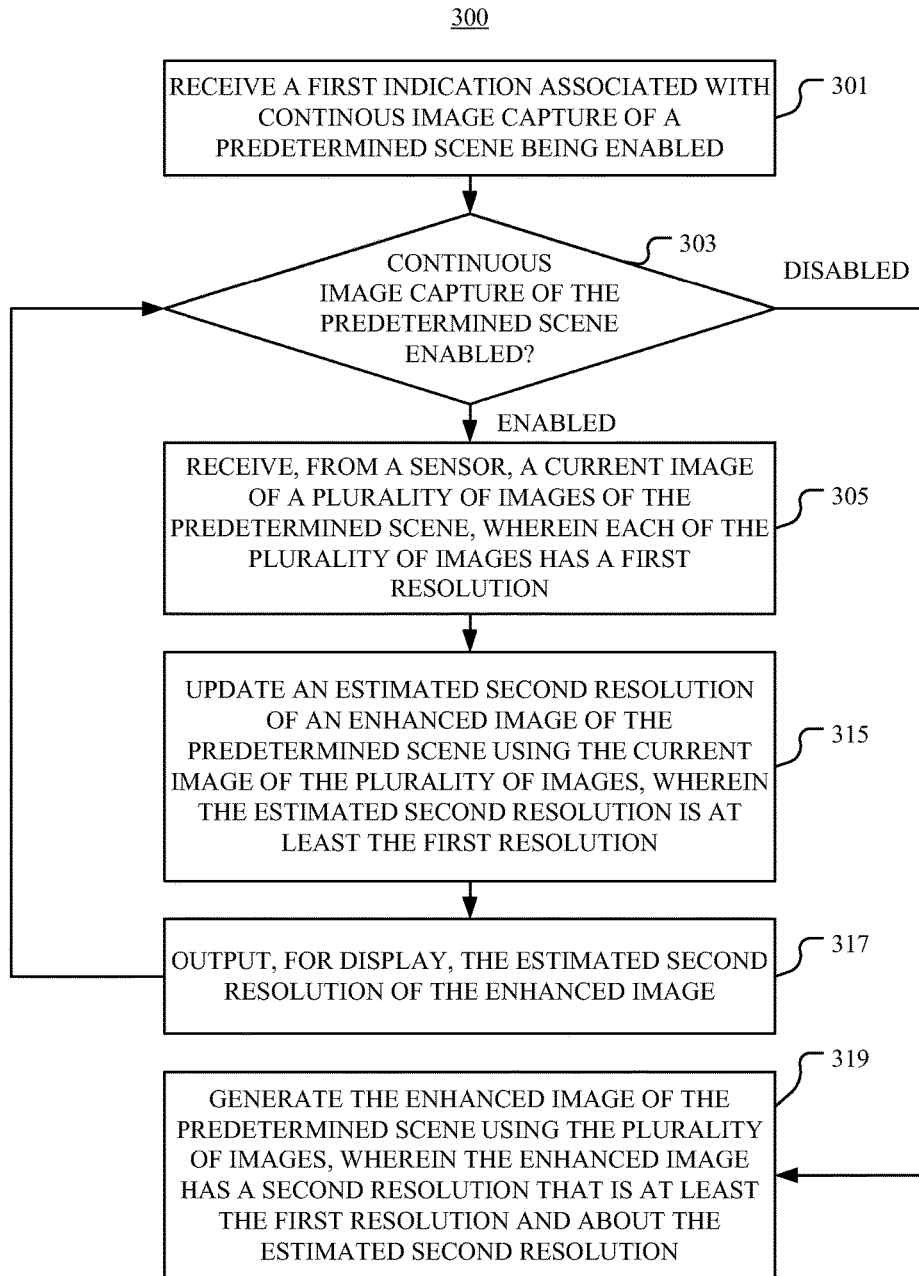 300
RECEIVE A FIRST INDICATION ASSOCIATED WITH
CONTINOUS IMAGE CAPTURE OF A
PREDETERMINED SCENE BEING ENABLED
301
CONTINUOUS
IMAGE CAPTURE OF THE
PREDETERMINED SCENE
ENABLED?
303
DISABLED
ENABLED
RECEIVE, FROM A SENSOR, A CURRENT IMAGE
OF A PLURALITY OF IMAGES OF THE
PREDETERMINED SCENE, WHEREIN EACH OF THE
PLURALITY OF IMAGES HAS A FIRST
RESOLUTION
305
UPDATE AN ESTIMATED SECOND RESOLUTION
OF AN ENHANCED IMAGE OF THE
PREDETERMINED SCENE USING THE CURRENT
IMAGE OF THE PLURALITY OF IMAGES, WHEREIN
THE ESTIMATED SECOND RESOLUTION IS AT
LEAST THE FIRST RESOLUTION
315
OUTPUT, FOR DISPLAY, THE ESTIMATED SECOND
RESOLUTION OF THE ENHANCED IMAGE
317
GENERATE THE ENHANCED IMAGE OF THE
PREDETERMINED SCENE USING THE PLURALITY
OF IMAGES, WHEREIN THE ENHANCED IMAGE
HAS A SECOND RESOLUTION THAT IS AT LEAST
THE FIRST RESOLUTION AND ABOUT THE
ESTIMATED SECOND RESOLUTION
319